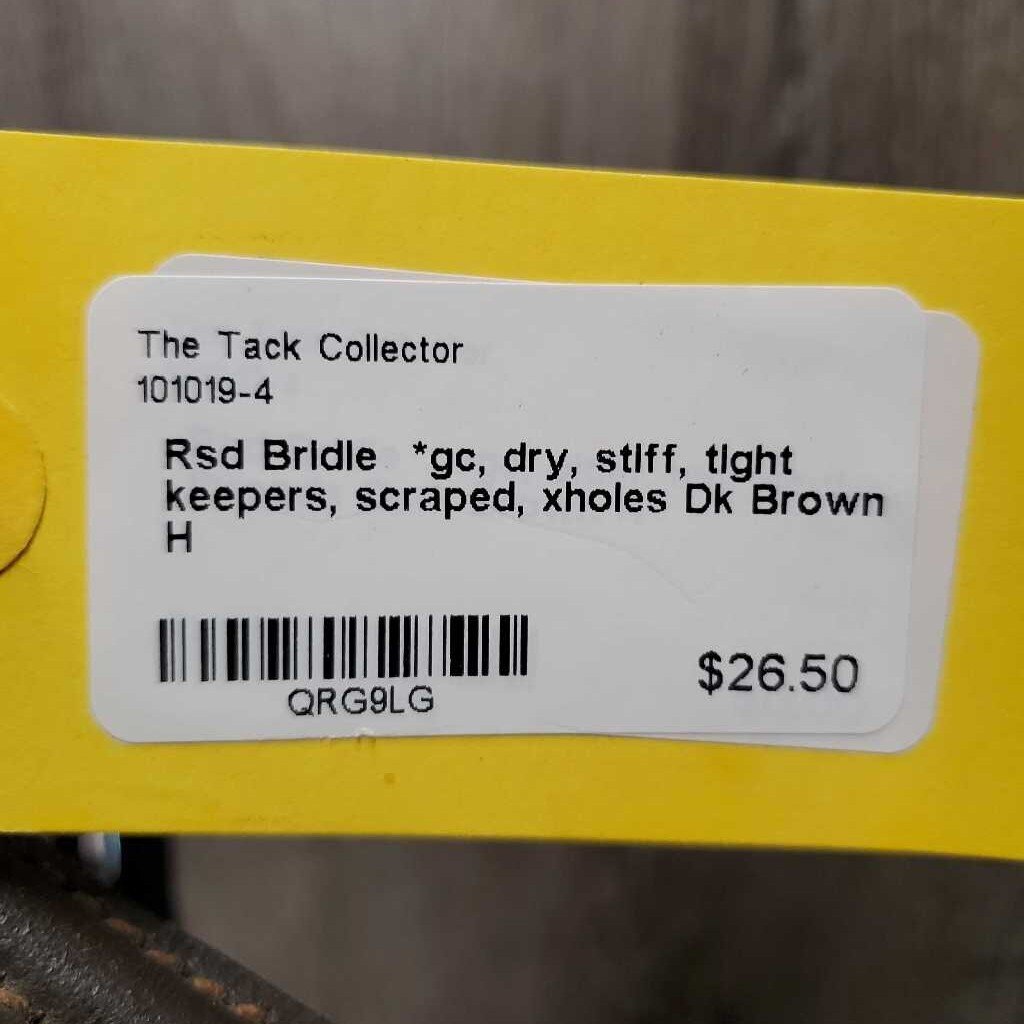 The Tack Collector
101019-4
Rsd Bridle *gc, dry, stiff, tight
keepers, scraped, xholes Dk Brown
H
QRG9LG
$26.50